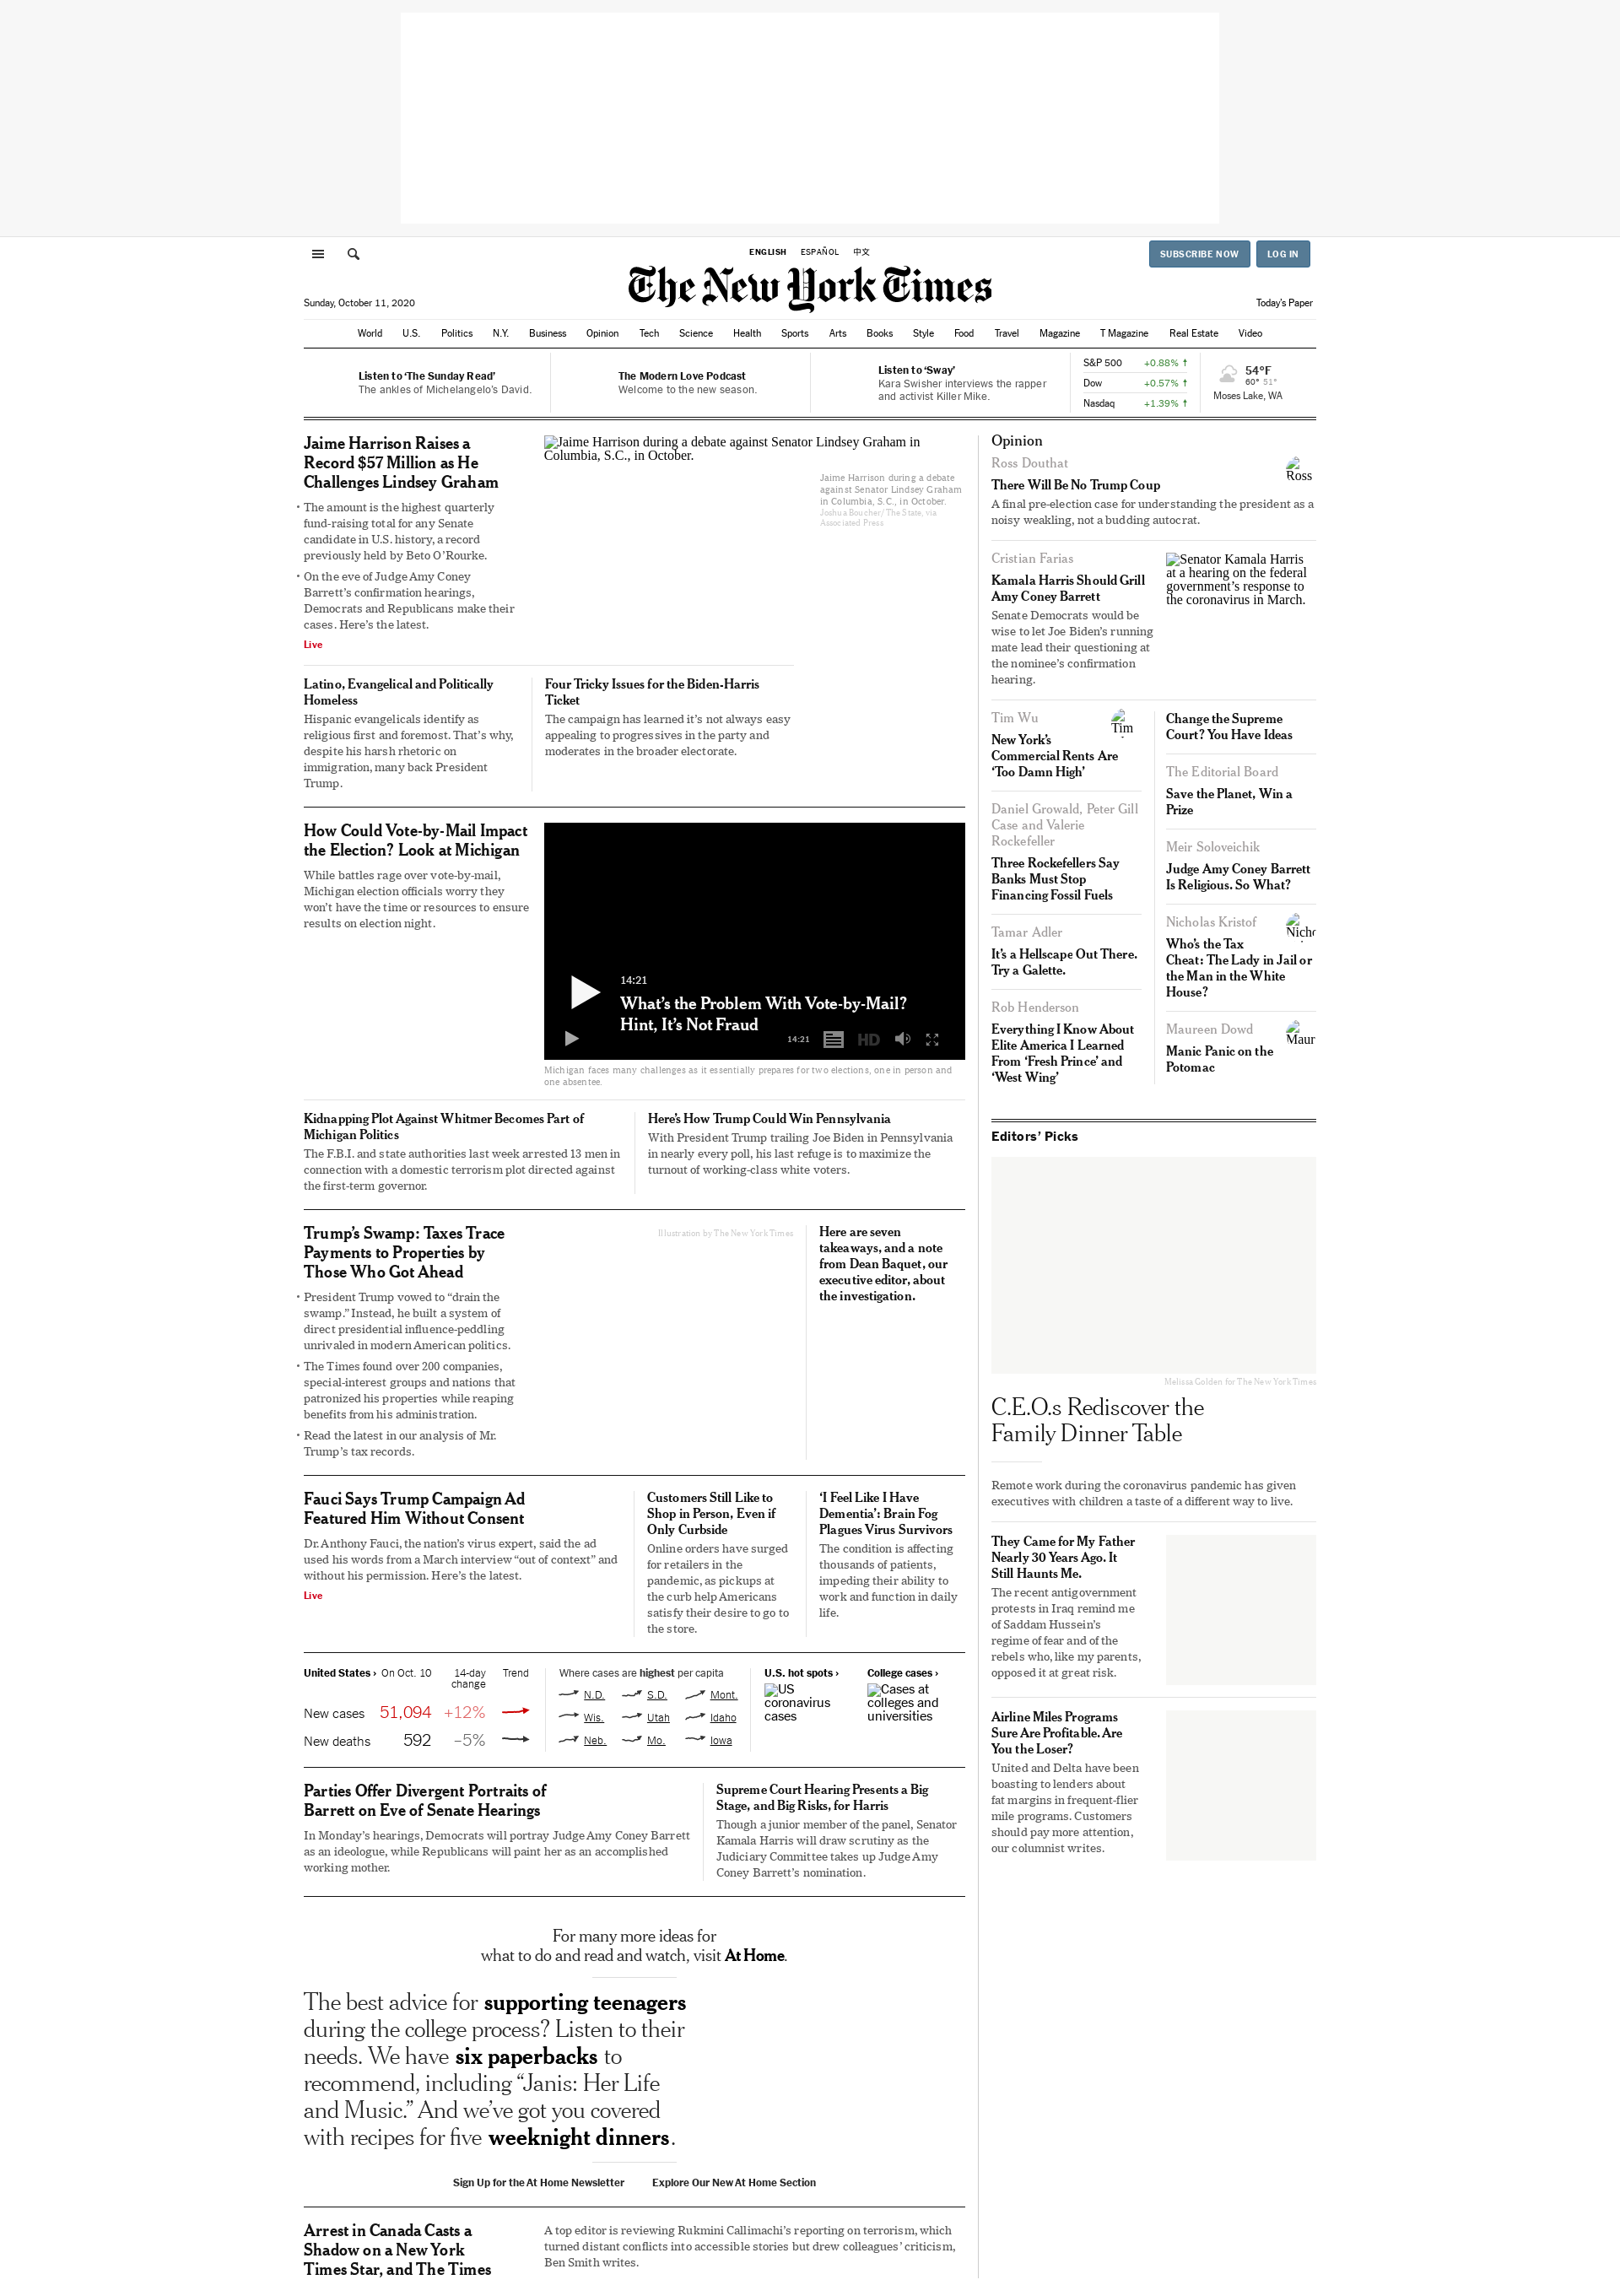 ENGLISH ESPAÑOL 中文
SUBSCRIBE NOW
LOG IN
The New York Times
Sunday, October 11, 2020
Today's Paper
World U.S. Politics N.Y. Business Opinion Tech Science Health Sports Arts Books Style Food Travel Magazine T Magazine Real Estate Video
Listen to ‘The Sunday Read’
The ankles of Michelangelo’s David.
The Modern Love Podcast
Welcome to the new season.
Listen to ‘Sway’
Kara Swisher interviews the rapper
and activist Killer Mike.
S&P 500 +0.88%
Dow +0.57%
Nasdaq +1.39%
54°F
60° 51°
Moses Lake, WA
Jaime Harrison Raises a
Record $57 Million as He
Challenges Lindsey Graham
The amount is the highest quarterly
fund-raising total for any Senate
candidate in U.S. history, a record
previously held by Beto O’Rourke.
On the eve of Judge Amy Coney
Barrett’s confirmation hearings,
Democrats and Republicans make their
cases. Here’s the latest.
Live
Jaime Harrison during a debate against Senator Lindsey Graham in
Columbia, S.C., in October.
Jaime Harrison during a debate
against Senator Lindsey Graham
in Columbia, S.C., in October.
Joshua Boucher/The State, via
Associated Press
Latino, Evangelical and Politically
Homeless
Hispanic evangelicals identify as
religious first and foremost. That’s why,
despite his harsh rhetoric on
immigration, many back President
Trump.
Four Tricky Issues for the Biden-Harris
Ticket
The campaign has learned it’s not always easy
appealing to progressives in the party and
moderates in the broader electorate.
How Could Vote-by-Mail Impact
the Election? Look at Michigan
While battles rage over vote-by-mail,
Michigan election officials worry they
won’t have the time or resources to ensure
results on election night.
14:21
What’s the Problem With Vote-by-Mail?
Hint, It’s Not Fraud
14:21 HD
Michigan faces many challenges as it essentially prepares for two elections, one in person and
one absentee.
Kidnapping Plot Against Whitmer Becomes Part of
Michigan Politics
The F.B.I. and state authorities last week arrested 13 men in
connection with a domestic terrorism plot directed against
the first-term governor.
Here’s How Trump Could Win Pennsylvania
With President Trump trailing Joe Biden in Pennsylvania
in nearly every poll, his last refuge is to maximize the
turnout of working-class white voters.
Trump’s Swamp: Taxes Trace
Payments to Properties by
Those Who Got Ahead
President Trump vowed to “drain the
swamp.” Instead, he built a system of
direct presidential influence-peddling
unrivaled in modern American politics.
The Times found over 200 companies,
special-interest groups and nations that
patronized his properties while reaping
benefits from his administration.
Read the latest in our analysis of Mr.
Trump’s tax records.
Illustration by The New York Times
Here are seven
takeaways, and a note
from Dean Baquet, our
executive editor, about
the investigation.
Fauci Says Trump Campaign Ad
Featured Him Without Consent
Dr. Anthony Fauci, the nation’s virus expert, said the ad
used his words from a March interview “out of context” and
without his permission. Here’s the latest.
Live
Customers Still Like to
Shop in Person, Even if
Only Curbside
Online orders have surged
for retailers in the
pandemic, as pickups at
the curb help Americans
satisfy their desire to go to
the store.
‘I Feel Like I Have
Dementia’: Brain Fog
Plagues Virus Survivors
The condition is affecting
thousands of patients,
impeding their ability to
work and function in daily
life.
United States › On Oct. 10 14-day
change Trend
New cases 51,094 +12%
New deaths 592 –5%
Where cases are highest per capita
N.D. S.D. Mont.
Wis. Utah Idaho
Neb. Mo. Iowa
U.S. hot spots ›
US
coronavirus
cases
College cases ›
Cases at
colleges and
universities
Parties Offer Divergent Portraits of
Barrett on Eve of Senate Hearings
In Monday’s hearings, Democrats will portray Judge Amy Coney Barrett
as an ideologue, while Republicans will paint her as an accomplished
working mother.
Supreme Court Hearing Presents a Big
Stage, and Big Risks, for Harris
Though a junior member of the panel, Senator
Kamala Harris will draw scrutiny as the
Judiciary Committee takes up Judge Amy
Coney Barrett’s nomination.
For many more ideas for
what to do and read and watch, visit At Home.
The best advice for supporting teenagers
during the college process? Listen to their
needs. We have six paperbacks to
recommend, including “Janis: Her Life
and Music.” And we’ve got you covered
with recipes for five weeknight dinners.
Sign Up for the At Home Newsletter
Explore Our New At Home Section
Arrest in Canada Casts a
Shadow on a New York
Times Star, and The Times
A top editor is reviewing Rukmini Callimachi’s reporting on terrorism, which
turned distant conflicts into accessible stories but drew colleagues’ criticism,
Ben Smith writes.
Opinion
Ross Douthat
Ross
There Will Be No Trump Coup
A final pre-election case for understanding the president as a
noisy weakling, not a budding autocrat.
Cristian Farias
Kamala Harris Should Grill
Amy Coney Barrett
Senate Democrats would be
wise to let Joe Biden’s running
mate lead their questioning at
the nominee’s confirmation
hearing.
Senator Kamala Harris
at a hearing on the federal
government’s response to
the coronavirus in March.
Tim Wu
Tim
New York’s
Commercial Rents Are
‘Too Damn High’
Daniel Growald, Peter Gill
Case and Valerie
Rockefeller
Three Rockefellers Say
Banks Must Stop
Financing Fossil Fuels
Tamar Adler
It’s a Hellscape Out There.
Try a Galette.
Rob Henderson
Everything I Know About
Elite America I Learned
From ‘Fresh Prince’ and
‘West Wing’
Change the Supreme
Court? You Have Ideas
The Editorial Board
Save the Planet, Win a
Prize
Meir Soloveichik
Judge Amy Coney Barrett
Is Religious. So What?
Nicholas Kristof
Nicho
Who’s the Tax
Cheat: The Lady in Jail or
the Man in the White
House?
Maureen Dowd
Maur
Manic Panic on the
Potomac
Editors’ Picks
Melissa Golden for The New York Times
C.E.O.s Rediscover the
Family Dinner Table
Remote work during the coronavirus pandemic has given
executives with children a taste of a different way to live.
They Came for My Father
Nearly 30 Years Ago. It
Still Haunts Me.
The recent antigovernment
protests in Iraq remind me
of Saddam Hussein’s
regime of fear and of the
rebels who, like my parents,
opposed it at great risk.
Airline Miles Programs
Sure Are Profitable. Are
You the Loser?
United and Delta have been
boasting to lenders about
fat margins in frequent-flier
mile programs. Customers
should pay more attention,
our columnist writes.